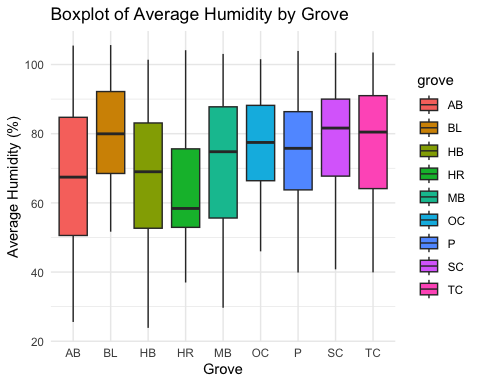 Boxplot of Average Humidity by Grove
Average Humidity (%)
100
80
60
40
20
AB BL HB HR MB OC P SC TC
Grove
grove
AB
BL
HB
HR
MB
OC
P
SC
TC